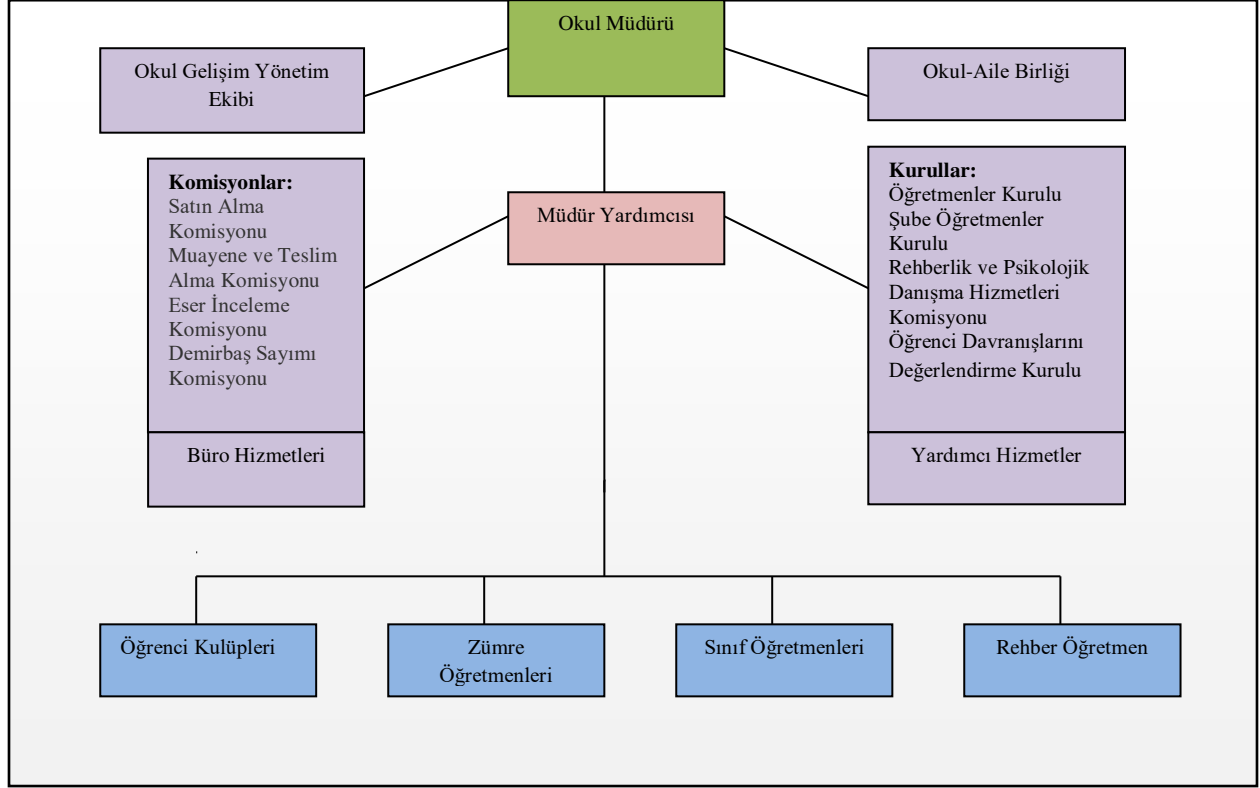 Okul Müdürü
Okul Gelişim Yönetim
Ekibi
Okul-Aile Birliği
Komisyonlar:
Satın Alma
Komisyonu
Muayene ve Teslim
Alma Komisyonu
Eser İnceleme
Komisyonu
Demirbaş Sayımı
Komisyonu
Müdür Yardımcısı
Kurullar:
Öğretmenler Kurulu
Şube Öğretmenler
Kurulu
Rehberlik ve Psikolojik
Danışma Hizmetleri
Komisyonu
Öğrenci Davranışlarını
Değerlendirme Kurulu
Büro Hizmetleri
Yardımcı Hizmetler
Öğrenci Kulüpleri
Zümre
Öğretmenleri
Sınıf Öğretmenleri
Rehber Öğretmen